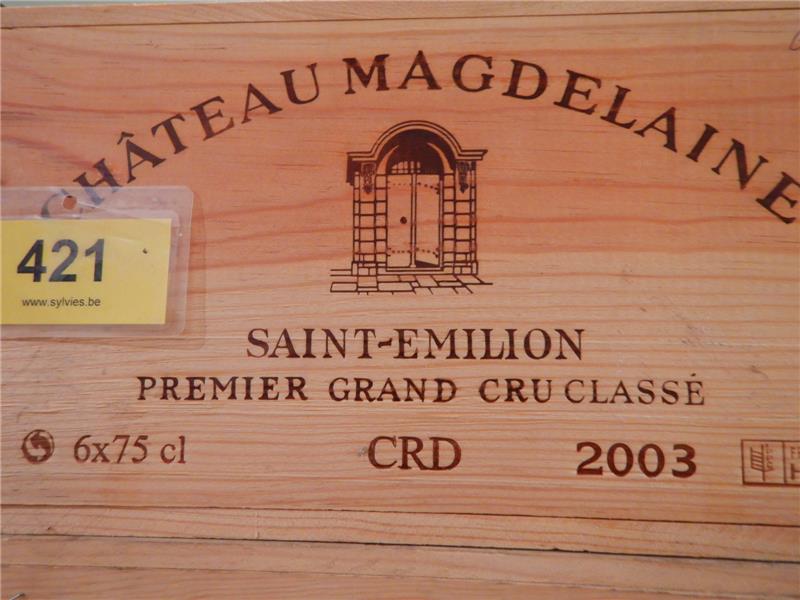 CHÂTEAU MAGDELAINE
421
www.sylvies.be
SAINT-EMILION
PREMIER GRAND CRU CLASSÉ
6x75 cl CRD 2003